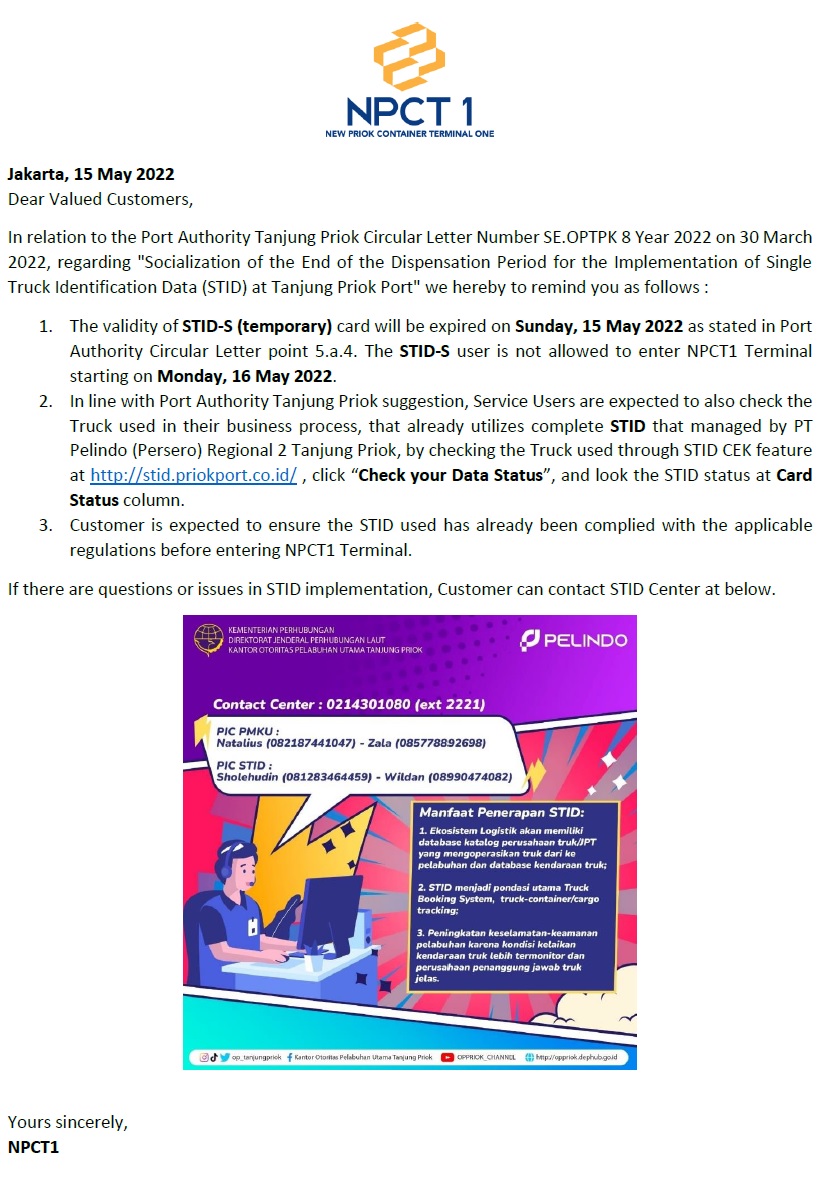 NPCT 1
NEW PRIOK CONTAINER TERMINAL ONE
Jakarta, 15 May 2022
Dear Valued Customers,
In relation to the Port Authority Tanjung Priok Circular Letter Number SE.OPTPK 8 Year 2022 on 30 March
2022, regarding "Socialization of the End of the Dispensation Period for the Implementation of Single
Truck Identification Data (STID) at Tanjung Priok Port" we hereby to remind you as follows :
1. The validity of STID-S (temporary) card will be expired on Sunday, 15 May 2022 as stated in Port
Authority Circular Letter point 5.a.4. The STID-S user is not allowed to enter NPCT1 Terminal
starting on Monday, 16 May 2022.
2. In line with Port Authority Tanjung Priok suggestion, Service Users are expected to also check the
Truck used in their business process, that already utilizes complete STID that managed by PT
Pelindo (Persero) Regional 2 Tanjung Priok, by checking the Truck used through STID CEK feature
at http://stid.priokport.co.id/ , click “Check your Data Status”, and look the STID status at Card
Status column.
3. Customer is expected to ensure the STID used has already been complied with the applicable
regulations before entering NPCT1 Terminal.
If there are questions or issues in STID implementation, Customer can contact STID Center at below.
KEMENTERIAN PERHUBUNGAN
DIREKTORAT JENDERAL PERHUBUNGAN LAUT
KANTOR OTORITAS PELABUHAN UTAMA TANJUNG PRIOK
PELINDO
Contact Center : 0214301080 (ext 2221)
PIC PMKU :
Natalius (082187441047) - Zala (085778892698)
PIC STID :
Sholehudin (081283464459) - Wildan (08990474082)
Manfaat Penerapan STID:
1. Ekosistem Logistik akan memiliki
database katalog perusahaan truk/JPT
yang mengoperasikan truk dari ke
pelabuhan dan database kendaraan truk;
2. STID menjadi pondasi utama Truck
Booking System, truck-container/cargo
tracking;
3. Peningkatan keselamatan-keamanan
pelabuhan karena kondisi kelaikan
kendaraan truk lebih termonitor dan
perusahaan penanggung jawab truk
jelas.
op_tanjungpriok Kantor Otoritas Pelabuhan Utama Tanjung Priok OPPRIOK_CHANNEL http://oppriok.dephub.go.id
Yours sincerely,
NPCT1